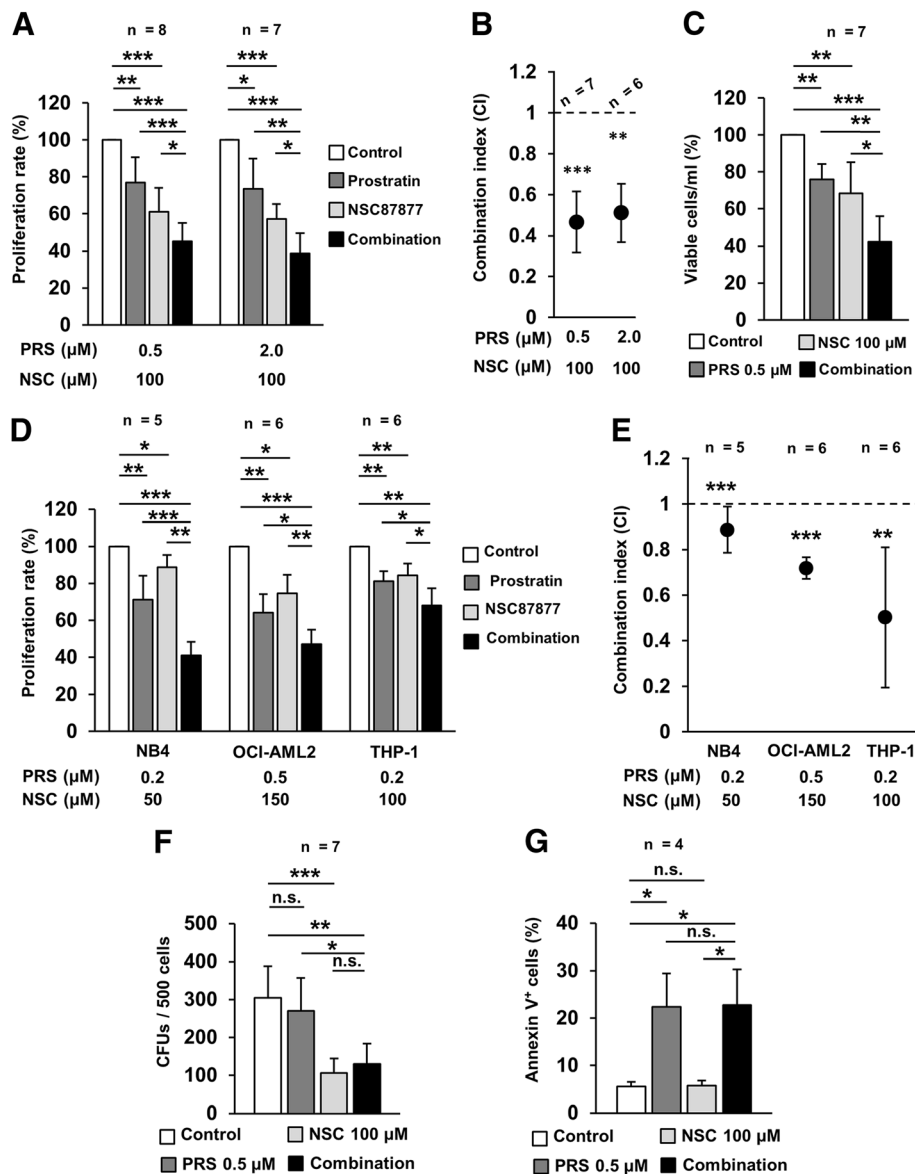 A
n = 8
n = 7
***
***
**
*
***
***
***
**
*
*
Proliferation rate (%)
120
100
80
60
40
20
0
Control
Prostratin
NSC87877
Combination
PRS (µM) 0.5 2.0
NSC (µM) 100 100
B
n = 7
n = 6
Combination index (CI)
1.2
1
0.8
0.6
0.4
0.2
0
***
**
PRS (µM) 0.5 2.0
NSC (µM) 100 100
C
n = 7
**
**
***
**
*
Viable cells/ml (%)
120
100
80
60
40
20
0
Control
NSC 100 µM
PRS 0.5 µM
Combination
D
n = 5
n = 6
n = 6
*
*
**
**
**
**
***
***
**
***
*
*
**
**
*
Proliferation rate (%)
120
100
80
60
40
20
0
Control
Prostratin
NSC87877
Combination
NB4 OCI-AML2 THP-1
PRS (µM) 0.2 0.5 0.2
NSC (µM) 50 150 100
E
n = 5
n = 6
n = 6
Combination index (CI)
1.2
1
0.8
0.6
0.4
0.2
0
***
***
**
NB4 OCI-AML2 THP-1
PRS (µM) 0.2 0.5 0.2
NSC (µM) 50 150 100
F
n = 7
***
n.s.
**
*
n.s.
CFUs / 500 cells
500
400
300
200
100
0
Control
NSC 100 µM
PRS 0.5 µM
Combination
G
n = 4
n.s.
*
*
n.s.
*
Annexin V⁺ cells (%)
40
30
20
10
0
Control
NSC 100 µM
PRS 0.5 µM
Combination